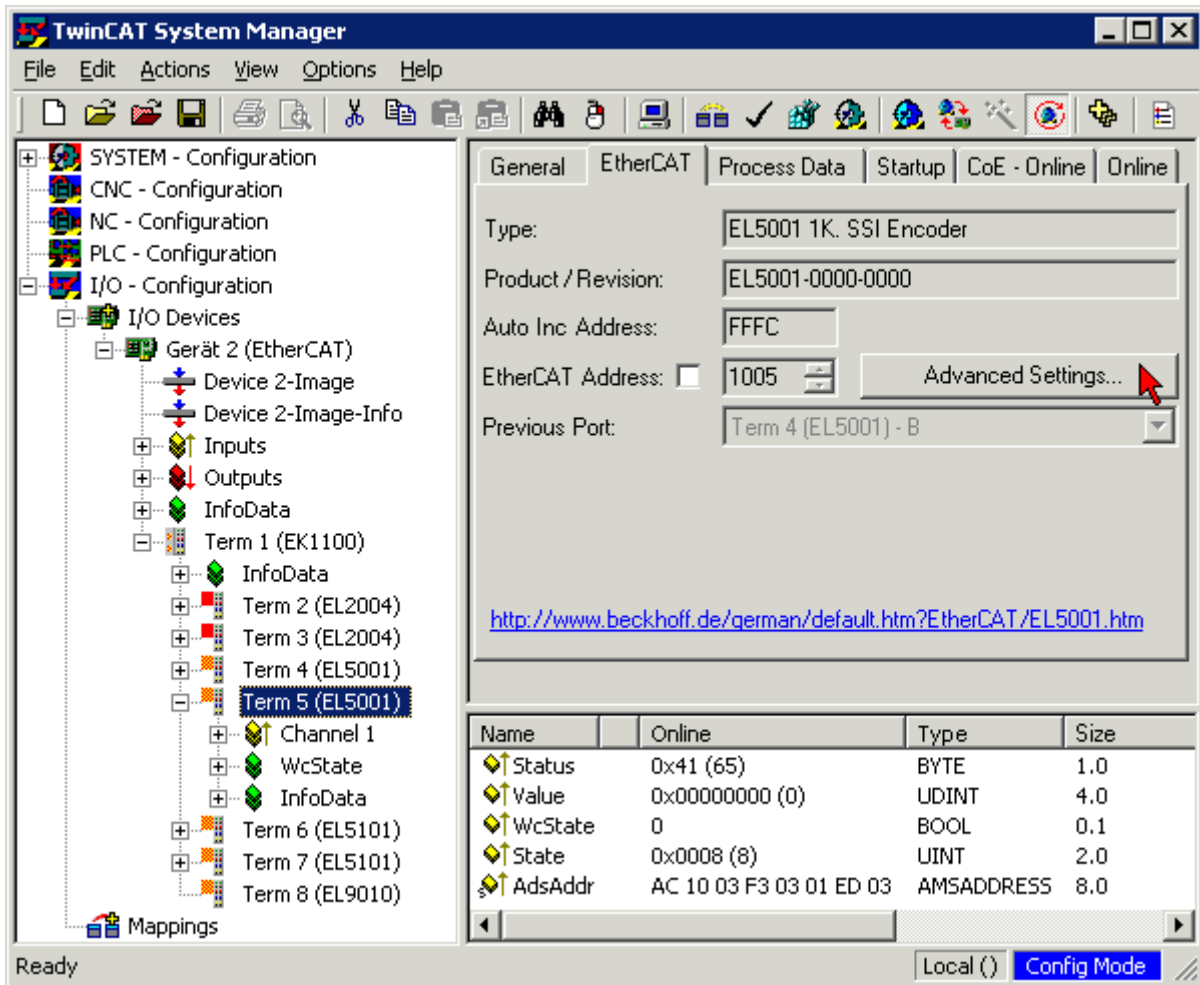 TwinCAT System Manager
File Edit Actions View Options Help
SYSTEM - Configuration
CNC - Configuration
NC - Configuration
PLC - Configuration
I/O - Configuration
I/O Devices
Gerät 2 (EtherCAT)
Device 2-Image
Device 2-Image-Info
Inputs
Outputs
InfoData
Term 1 (EK1100)
InfoData
Term 2 (EL2004)
Term 3 (EL2004)
Term 4 (EL5001)
Term 5 (EL5001)
Channel 1
WcState
InfoData
Term 6 (EL5101)
Term 7 (EL5101)
Term 8 (EL9010)
Mappings
General EtherCAT Process Data Startup CoE - Online Online
Type: EL5001 1K. SSI Encoder
Product / Revision: EL5001-0000-0000
Auto Inc Address: FFFC
EtherCAT Address: 1005 Advanced Settings...
Previous Port: Term 4 (EL5001) - B
http://www.beckhoff.de/german/default.htm?EtherCAT/EL5001.htm
Name Online Type Size
Status 0x41 (65) BYTE 1.0
Value 0x00000000 (0) UDINT 4.0
WcState 0 BOOL 0.1
State 0x0008 (8) UINT 2.0
AdsAddr AC 10 03 F3 03 01 ED 03 AMSADDRESS 8.0
Ready Local () Config Mode